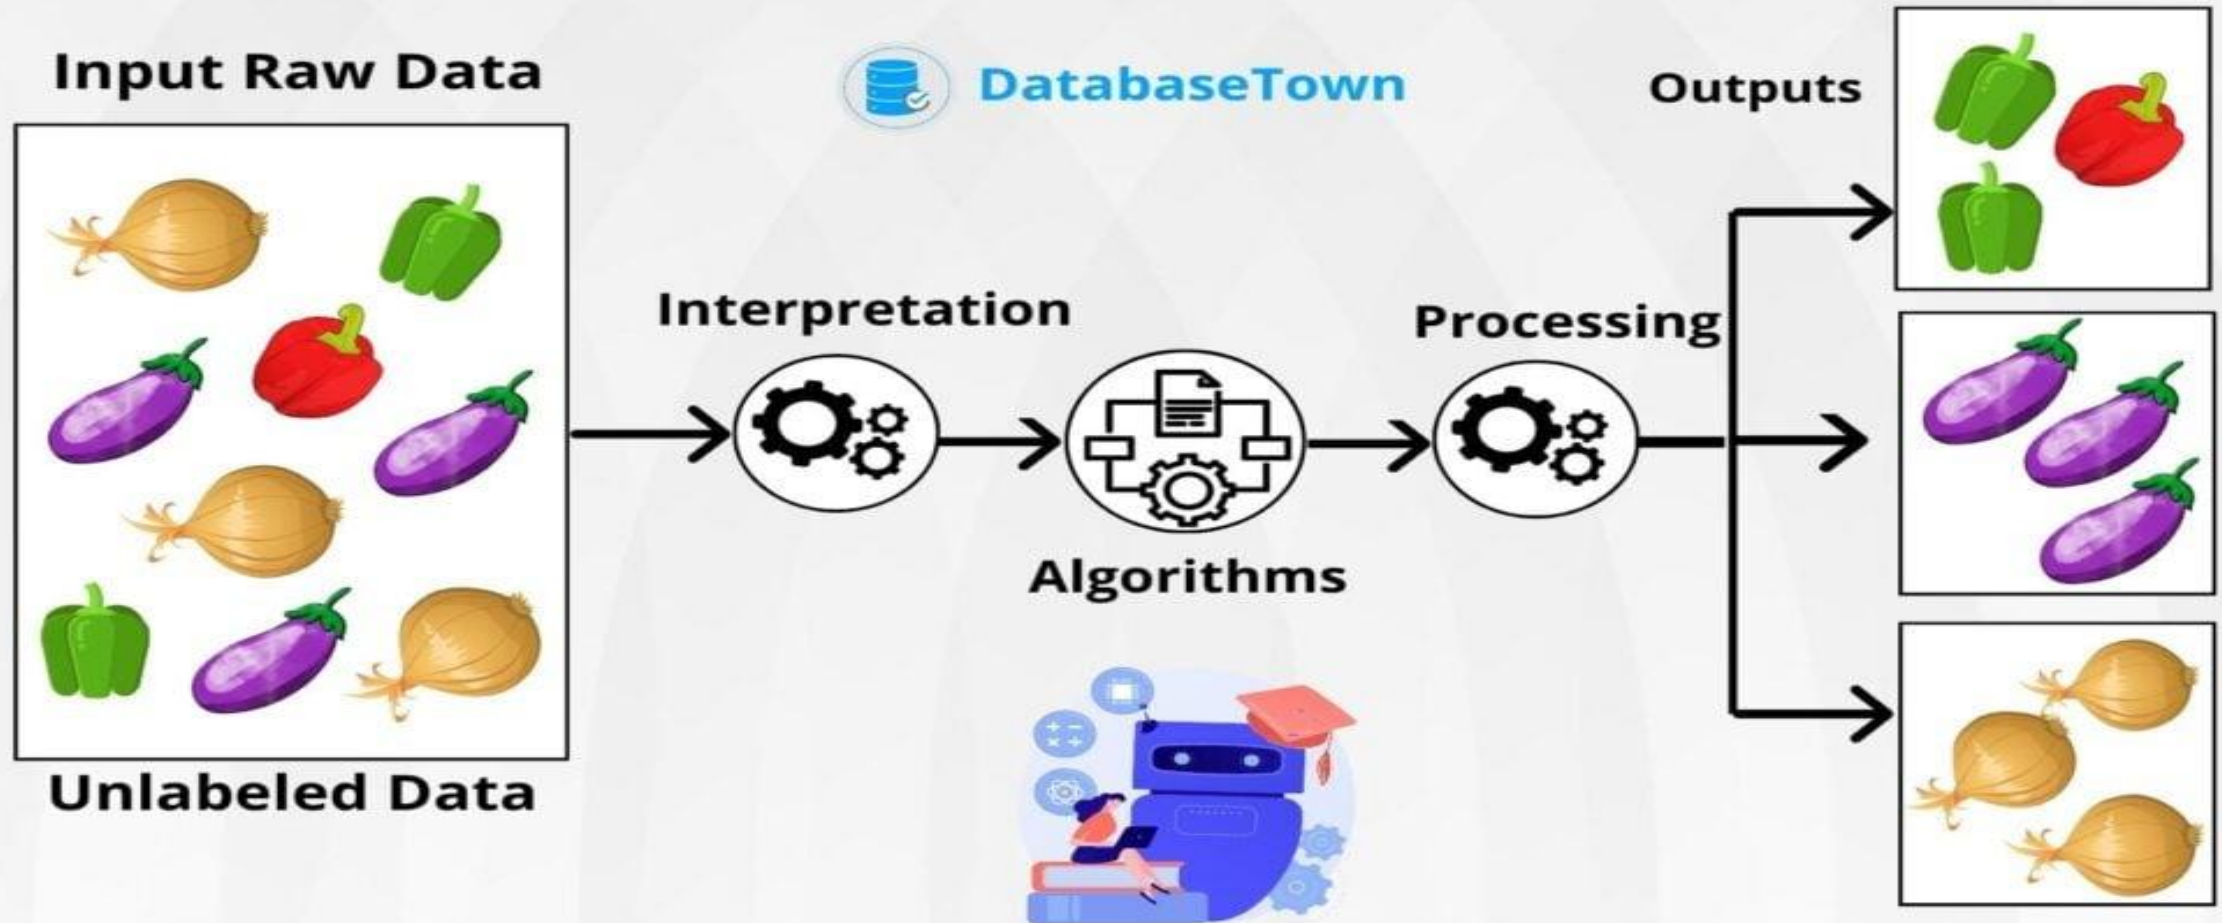 Input Raw Data
DatabaseTown
Outputs
Interpretation
Processing
Algorithms
Unlabeled Data